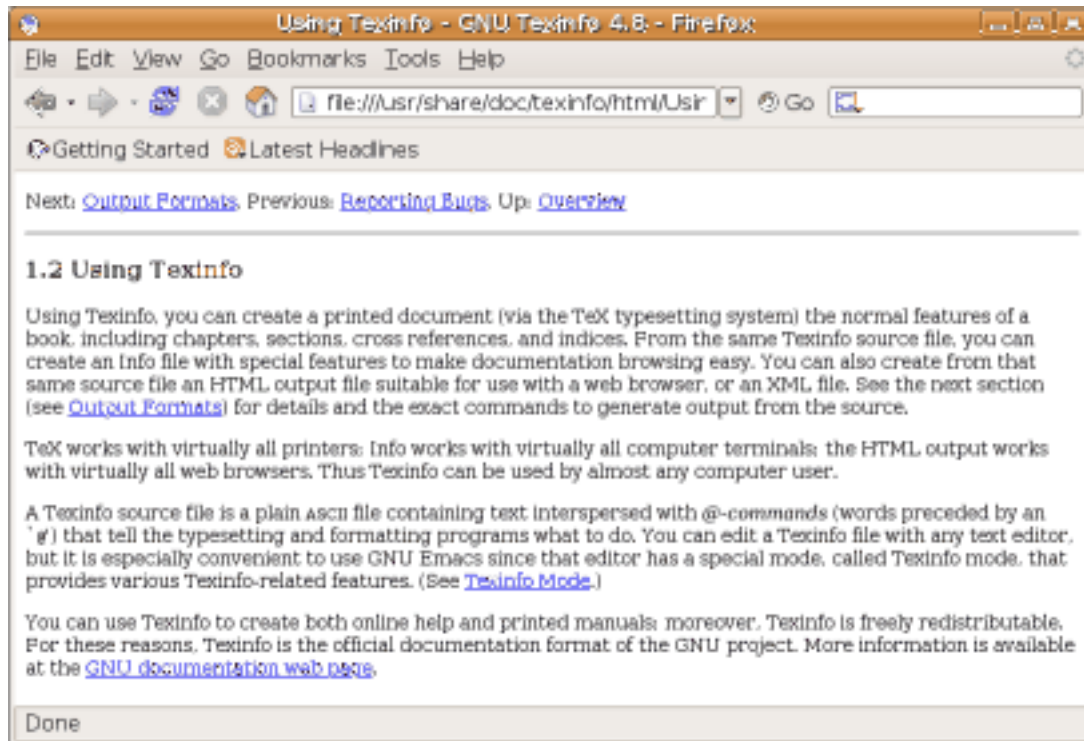 Using Texinfo - GNU Texinfo 4.8 - Firefox
File Edit View Go Bookmarks Tools Help
file:///usr/share/doc/texinfo/html/Usin Go
Getting Started Latest Headlines
Next: Output Formats, Previous: Reporting Bugs, Up: Overview
1.2 Using Texinfo
Using Texinfo, you can create a printed document (via the TeX typesetting system) the normal features of a
book, including chapters, sections, cross references, and indices. From the same Texinfo source file, you can
create an Info file with special features to make documentation browsing easy. You can also create from that
same source file an HTML output file suitable for use with a web browser, or an XML file. See the next section
(see Output Formats) for details and the exact commands to generate output from the source.
TeX works with virtually all printers; Info works with virtually all computer terminals; the HTML output works
with virtually all web browsers. Thus Texinfo can be used by almost any computer user.
A Texinfo source file is a plain ASCII file containing text interspersed with @-commands (words preceded by an
`@') that tell the typesetting and formatting programs what to do. You can edit a Texinfo file with any text editor,
but it is especially convenient to use GNU Emacs since that editor has a special mode, called Texinfo mode, that
provides various Texinfo-related features. (See Texinfo Mode.)
You can use Texinfo to create both online help and printed manuals; moreover, Texinfo is freely redistributable.
For these reasons, Texinfo is the official documentation format of the GNU project. More information is available
at the GNU documentation web page.
Done